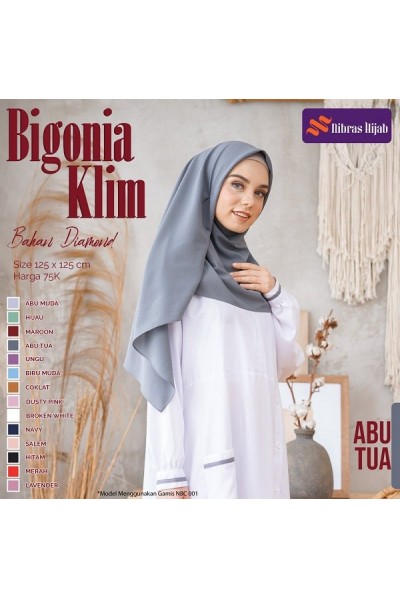 Nibras Hijab
Bigonia
Klim
Bahan Diamond
Size 125 x 125 cm
Harga 75K
ABU MUDA
HIJAU
MAROON
ABU TUA
UNGU
BIRU MUDA
COKLAT
DUSTY PINK
BROKEN WHITE
NAVY
SALEM
HITAM
MERAH
LAVENDER
ABU
TUA
*Model Menggunakan Gamis NBC 001